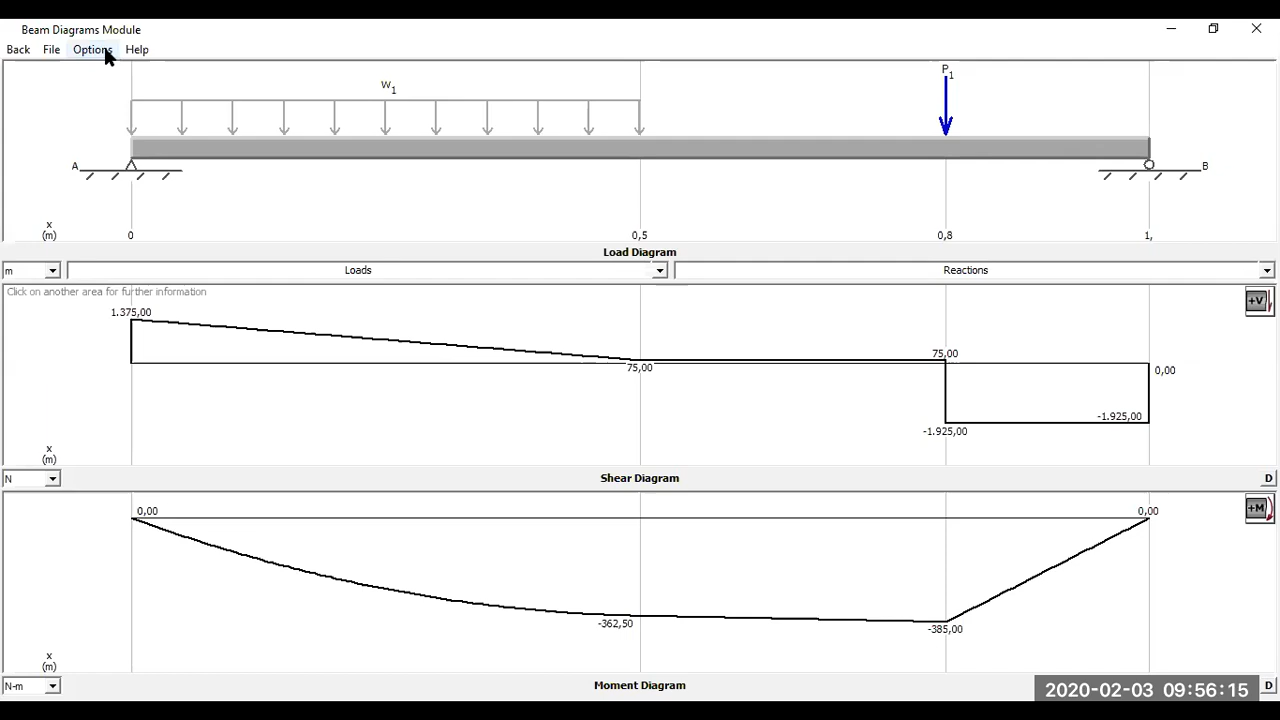 Beam Diagrams Module
Back File Options Help
W1
P1
A
B
x
(m)
0
0,5
0,8
1,
Load Diagram
m
Loads
Reactions
Click on another area for further information
+V
1.375,00
75,00
75,00
0,00
-1.925,00
-1.925,00
x
(m)
N
Shear Diagram
D
0,00
0,00
+M
-362,50
-385,00
x
(m)
N-m
Moment Diagram
D
2020-02-03 09:56:15